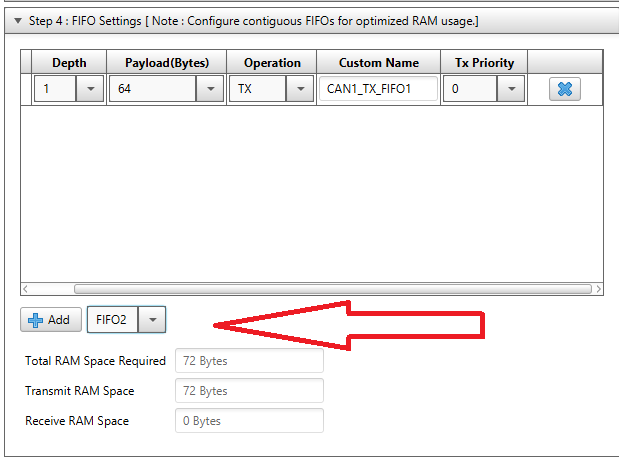 Step 4 : FIFO Settings [ Note : Configure contiguous FIFOs for optimized RAM usage.]
Depth Payload(Bytes) Operation Custom Name Tx Priority
1 64 TX CAN1_TX_FIFO1 0
Add FIFO2
Total RAM Space Required 72 Bytes
Transmit RAM Space 72 Bytes
Receive RAM Space 0 Bytes